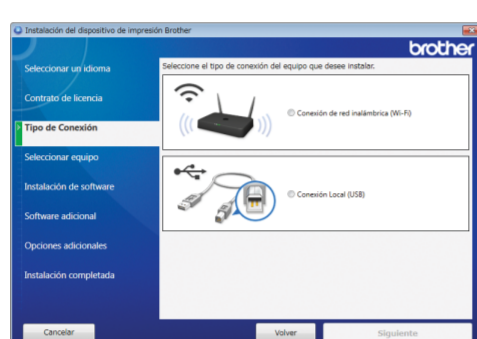 Instalación del dispositivo de impresión Brother
brother
Seleccionar un idioma
Contrato de licencia
Tipo de Conexión
Seleccionar equipo
Instalación de software
Software adicional
Opciones adicionales
Instalación completada
Seleccione el tipo de conexión del equipo que desee instalar.
Conexión de red inalámbrica (Wi-Fi)
Conexión Local (USB)
Cancelar
Volver
Siguiente